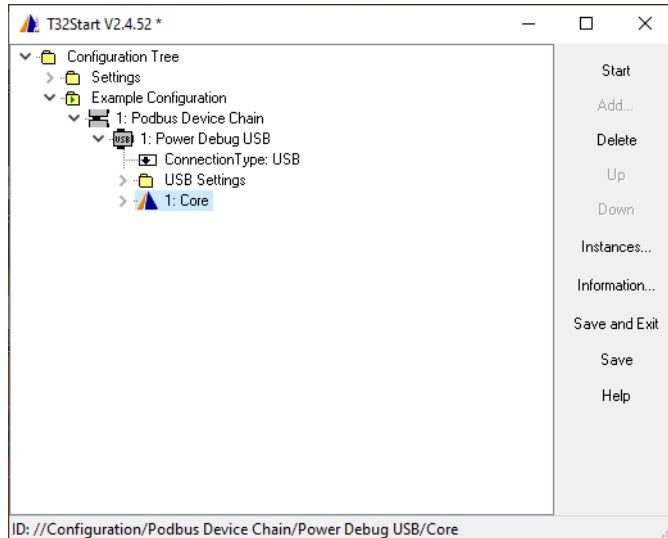 T32Start V2.4.52 *
Configuration Tree
Settings
Example Configuration
1: Podbus Device Chain
USB 1: Power Debug USB
ConnectionType: USB
USB Settings
1: Core
Start
Add...
Delete
Up
Down
Instances...
Information...
Save and Exit
Save
Help
ID: //Configuration/Podbus Device Chain/Power Debug USB/Core